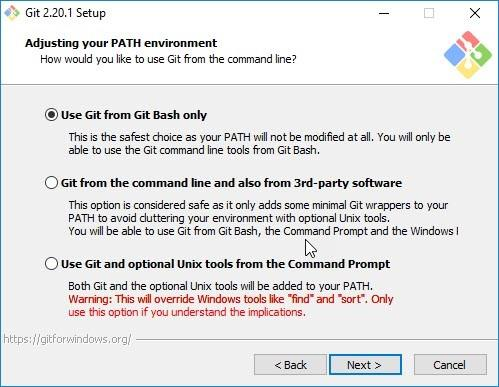 Git 2.20.1 Setup
Adjusting your PATH environment
How would you like to use Git from the command line?
Use Git from Git Bash only
This is the safest choice as your PATH will not be modified at all. You will only be
able to use the Git command line tools from Git Bash.
Git from the command line and also from 3rd-party software
This option is considered safe as it only adds some minimal Git wrappers to your
PATH to avoid cluttering your environment with optional Unix tools.
You will be able to use Git from Git Bash, the Command Prompt and the Windows
Use Git and optional Unix tools from the Command Prompt
Both Git and the optional Unix tools will be added to your PATH.
Warning: This will override Windows tools like "find" and "sort". Only
use this option if you understand the implications.
https://gitforwindows.org/
< Back
Next >
Cancel